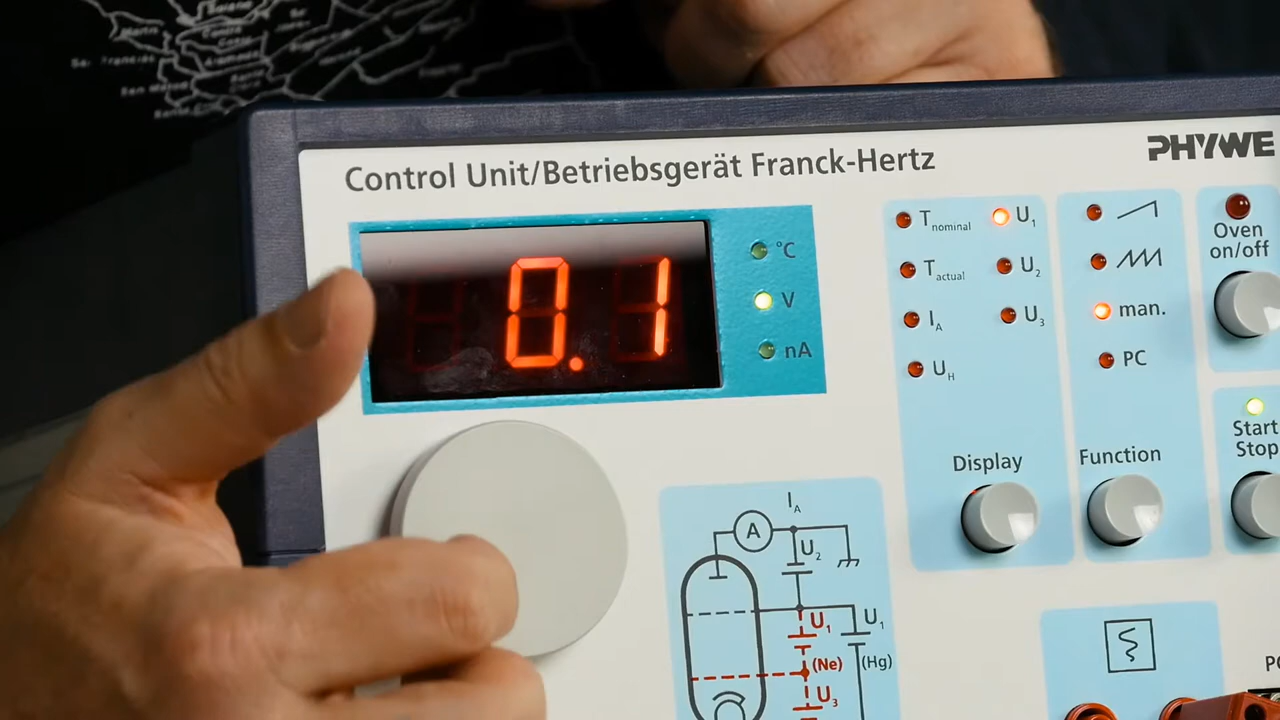 PHYWE
Control Unit/Betriebsgerät Franck-Hertz
0.1
°C
V
nA
T nominal
U1
T actual
U2
IA
U3
UH
man.
PC
Oven
on/off
Start
Stop
Display
Function
IA
A
U2
U1
U1
(Ne)
(Hg)
U3